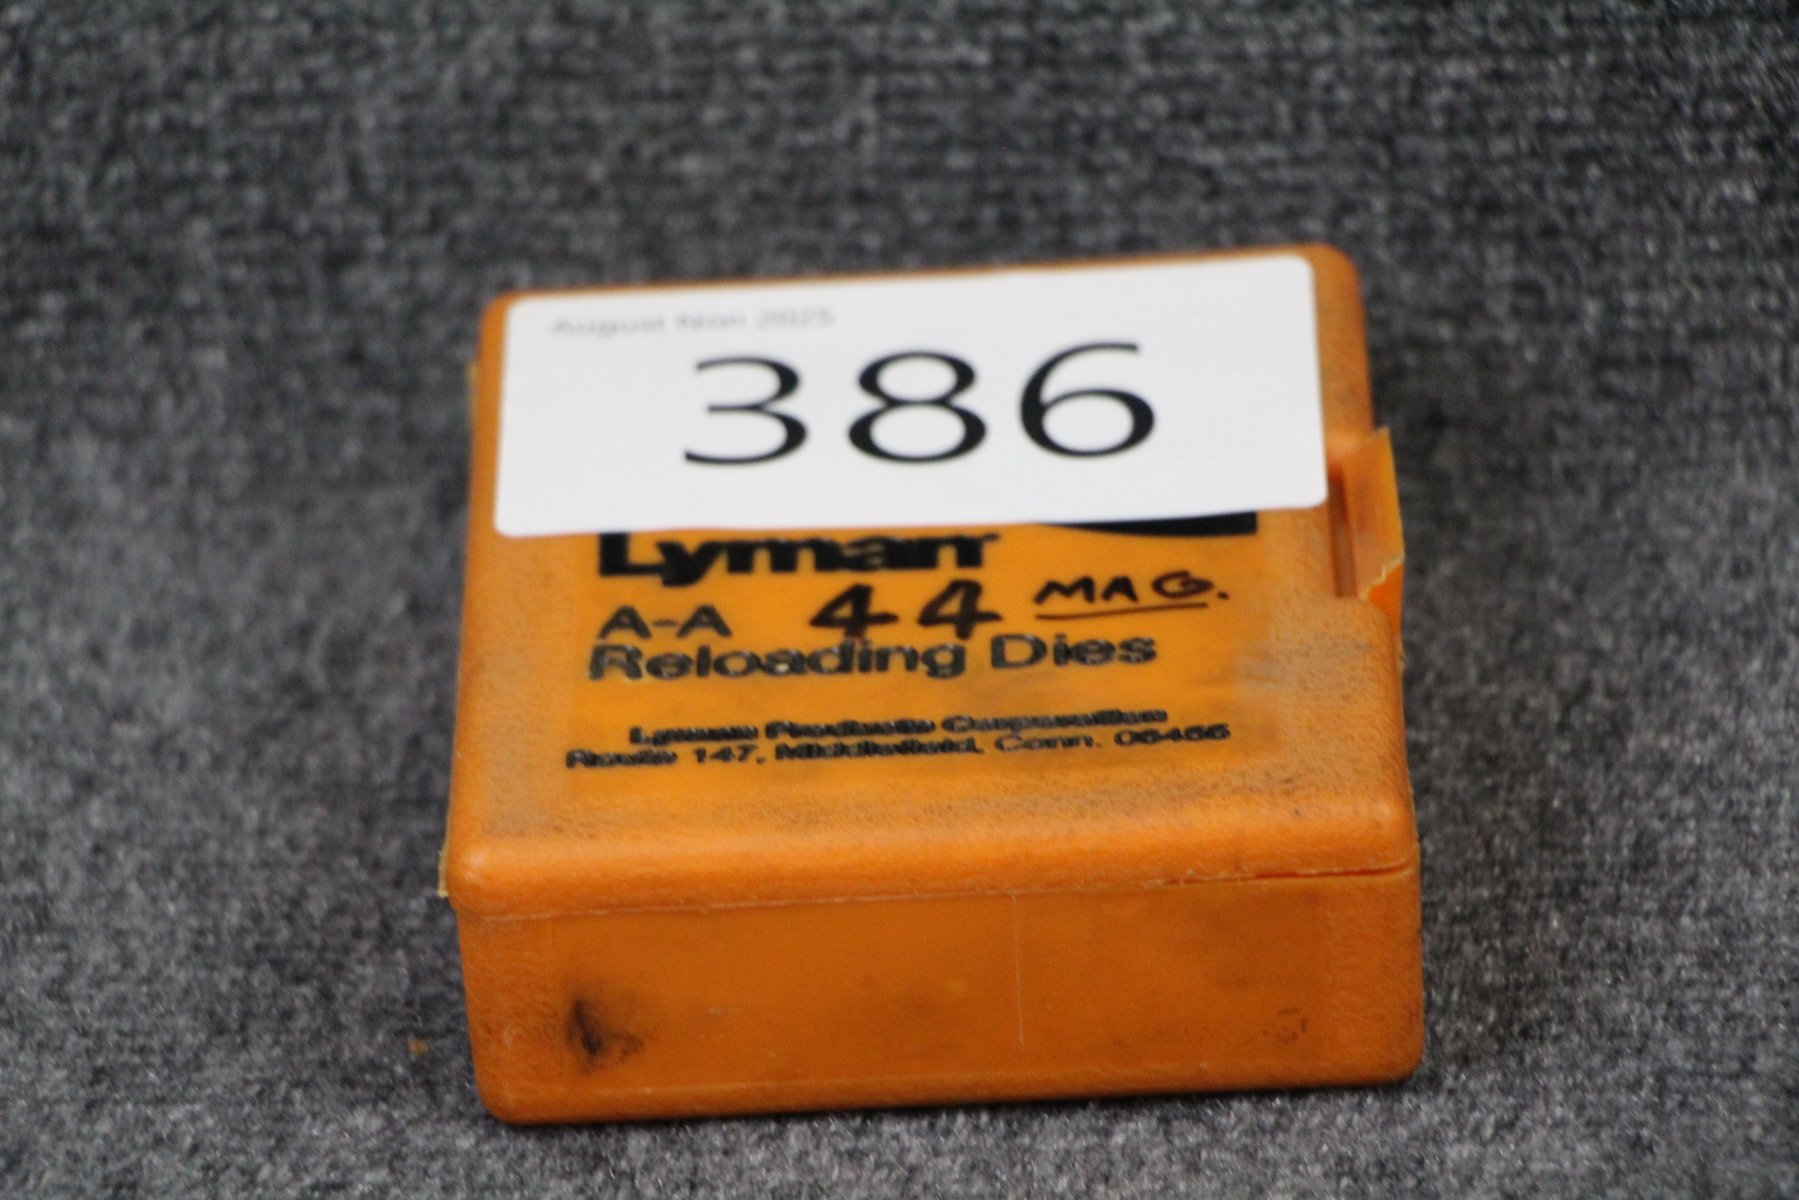 August Non 2025
386
Lyman
A-A 44 MAG.
Reloading Dies
Lyman Products Corporation
Route 147, Middlefield, Conn. 06455